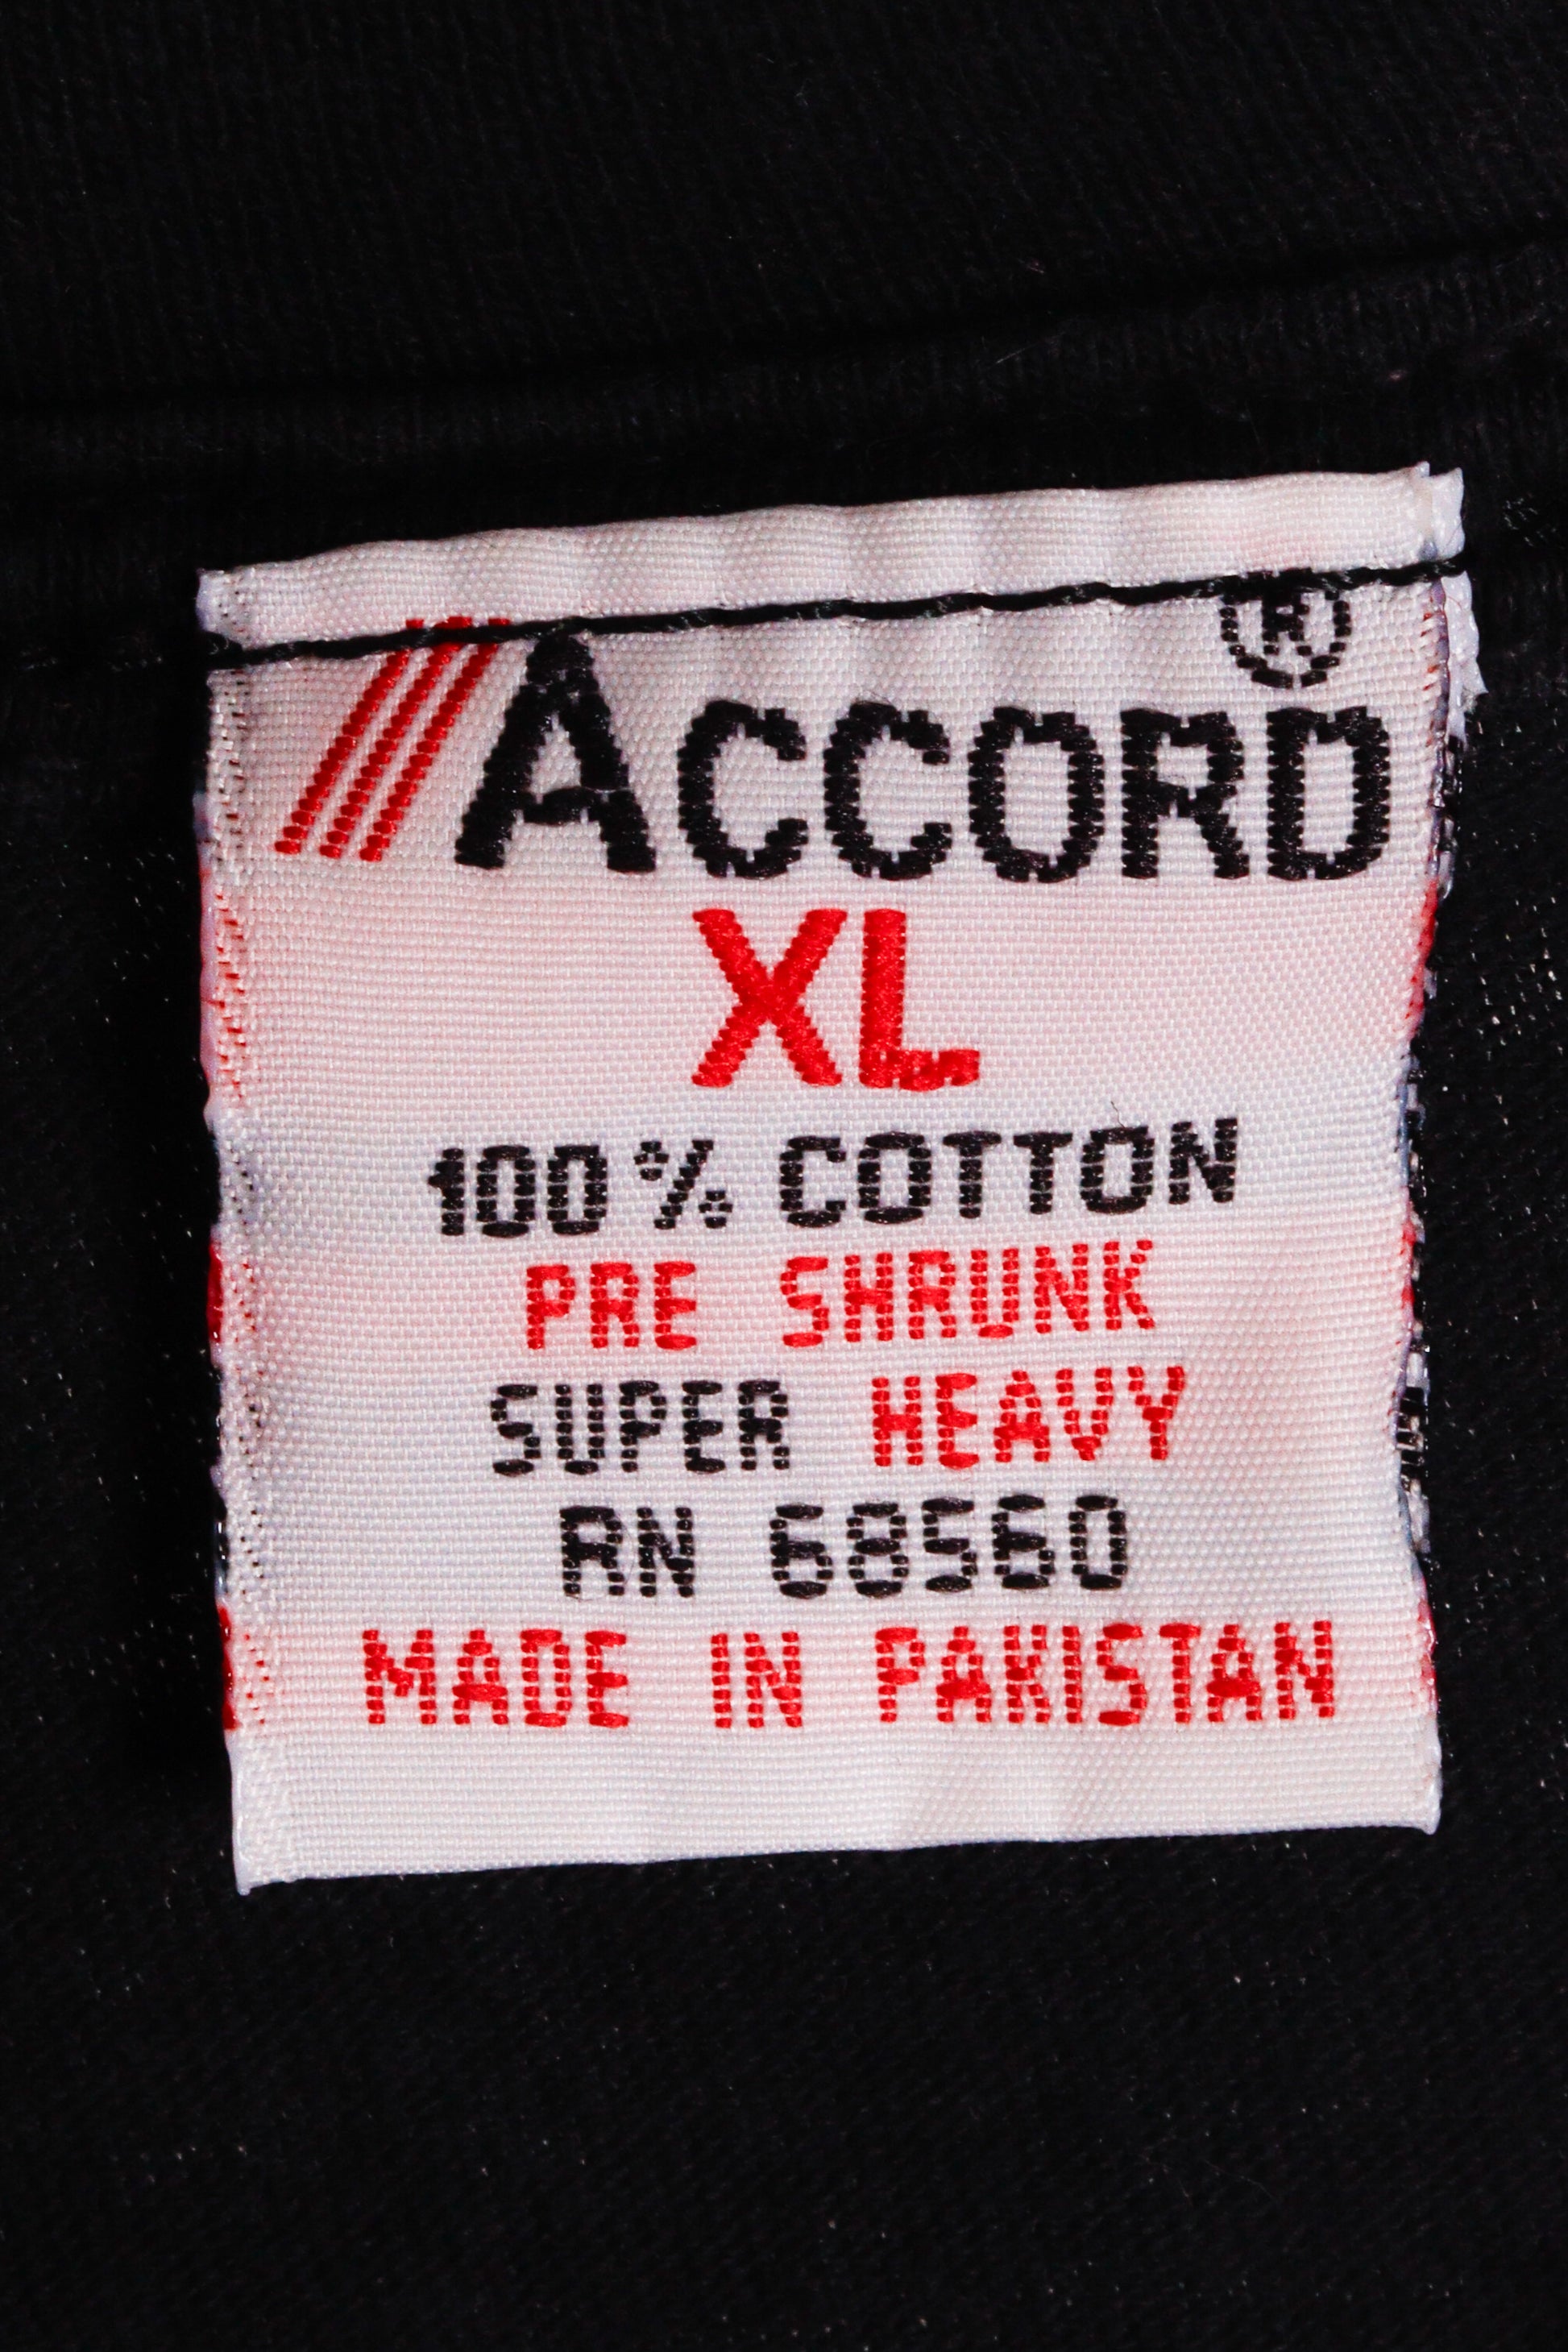 ACCORD®
XL
100% COTTON
PRE SHRUNK
SUPER HEAVY
RN 68560
MADE IN PAKISTAN